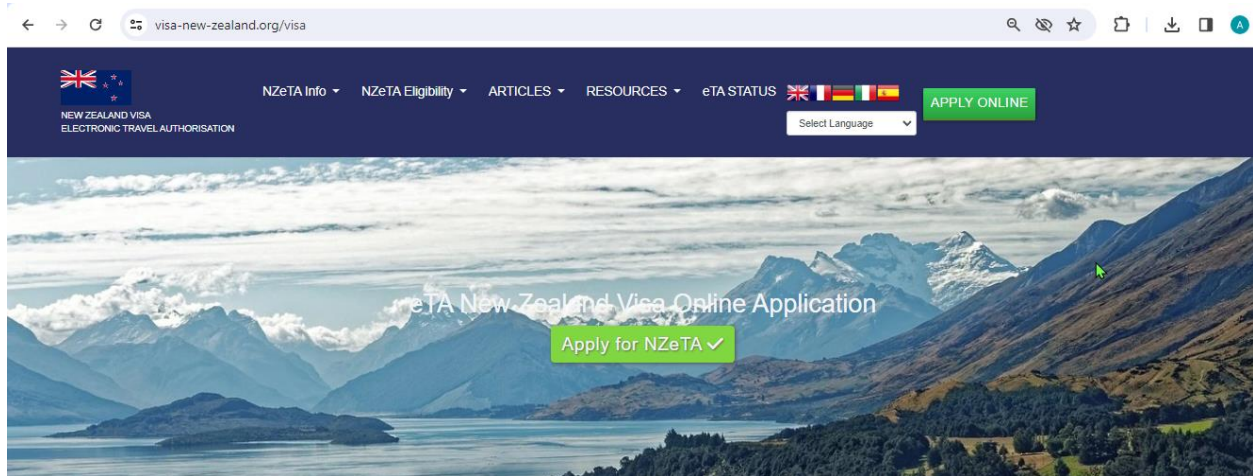 visa-new-zealand.org/visa
A
NZeTA Info
NZeTA Eligibility
ARTICLES
RESOURCES
eTA STATUS
APPLY ONLINE
NEW ZEALAND VISA
ELECTRONIC TRAVEL AUTHORISATION
Select Language
eTA New Zealand Visa Online Application
Apply for NZeTA